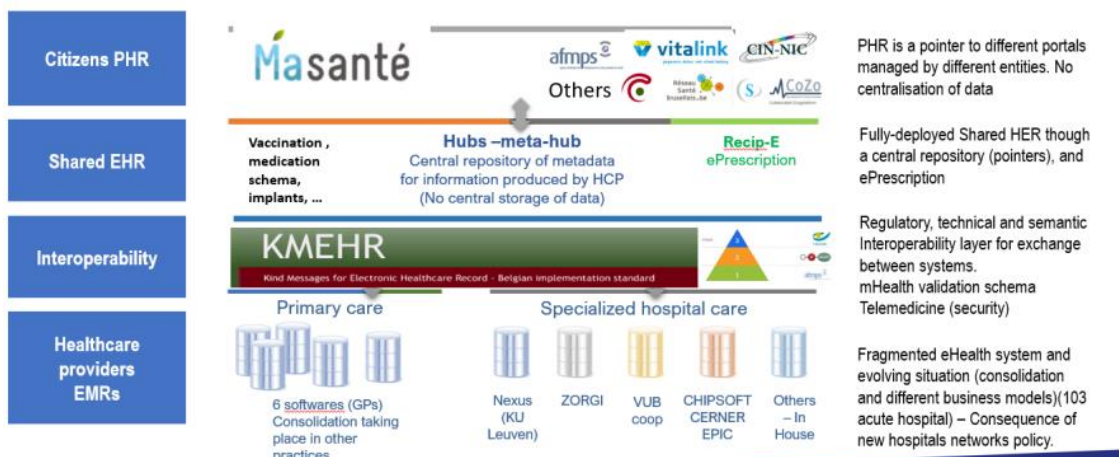 Citizens PHR
Masanté
afmps
vitalink
CIN-NIC
Others
Réseau
Santé
CoZo
PHR is a pointer to different portals
managed by different entities. No
centralisation of data
Shared EHR
Vaccination ,
medication
schema,
implants, ...
Hubs –meta-hub
Central repository of metadata
for information produced by HCP
(No central storage of data)
Recip-E
ePrescription
Fully-deployed Shared HER though
a central repository (pointers), and
ePrescription
Interoperability
KMEHR
Kind Messages for Electronic Healthcare Record - Belgian implementation standard
3
2
1
Regulatory, technical and semantic
Interoperability layer for exchange
between systems.
mHealth validation schema
Telemedicine (security)
Healthcare
providers
EMRs
Primary care
6 softwares (GPs)
Consolidation taking
place in other
practices
Specialized hospital care
Nexus
(KU
Leuven)
ZORGI
VUB
coop
CHIPSOFT
CERNER
EPIC
Others
– In
House
Fragmented eHealth system and
evolving situation (consolidation
and different business models)(103
acute hospital) – Consequence of
new hospitals networks policy.